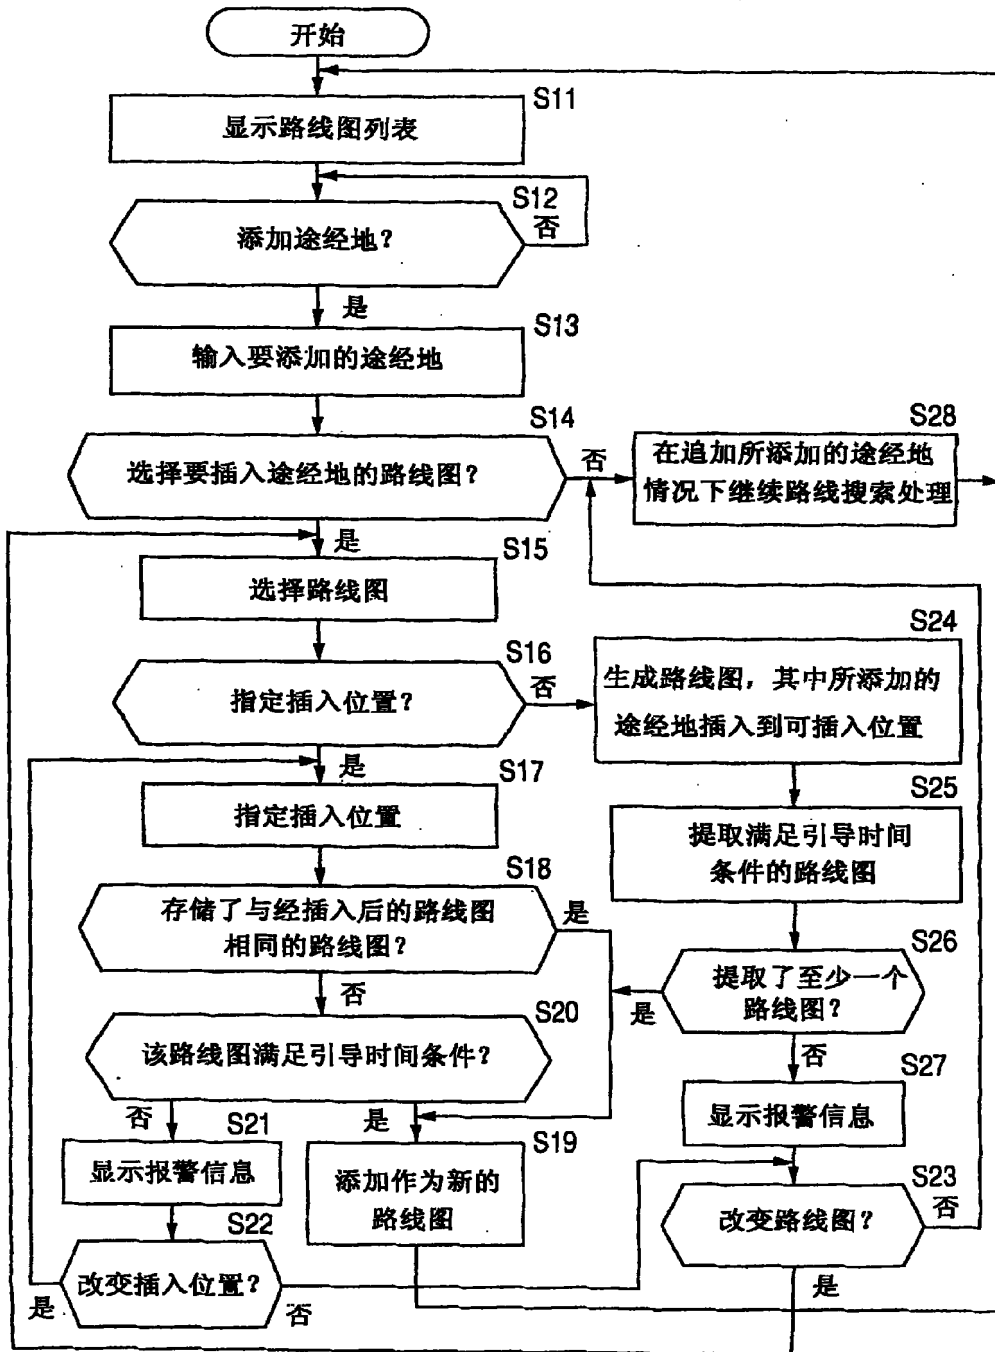 开始
S11
显示路线图列表
S12
添加途经地？
否
是
S13
输入要添加的途经地
S14
选择要插入途经地的路线图？
否
S28
在追加所添加的途经地
情况下继续路线搜索处理
是
S15
选择路线图
S16
指定插入位置？
否
S24
生成路线图，其中所添加的
途经地插入到可插入位置
是
S17
指定插入位置
S25
提取满足引导时间
条件的路线图
S18
存储了与经插入后的路线图
相同的路线图？
是
S26
提取了至少一个
路线图？
是
否
否
S20
该路线图满足引导时间条件？
S27
显示报警信息
否
是
S21
显示报警信息
S19
添加作为新的
路线图
S23
改变路线图？
否
S22
改变插入位置？
是
否
是